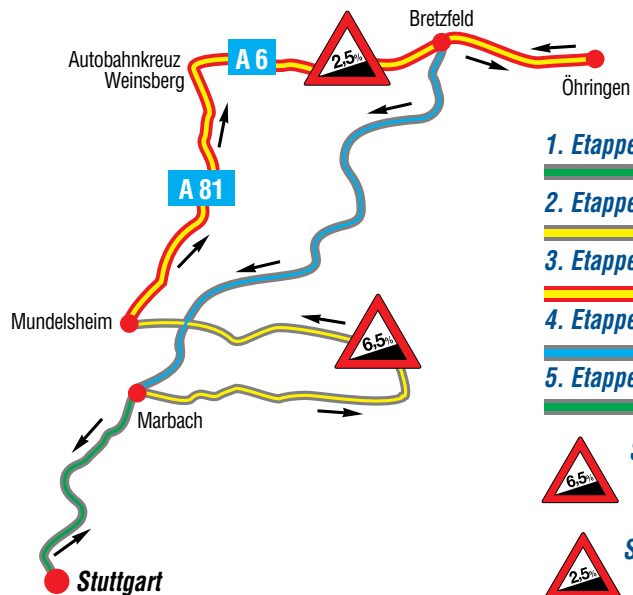 Bretzfeld
Autobahnkreuz
Weinsberg
A 6
2,5%
Öhringen
1. Etappe
A 81
2. Etappe
3. Etappe
Mundelsheim
4. Etappe
6,5%
5. Etappe
Marbach
6,5%
2,5%
Stuttgart